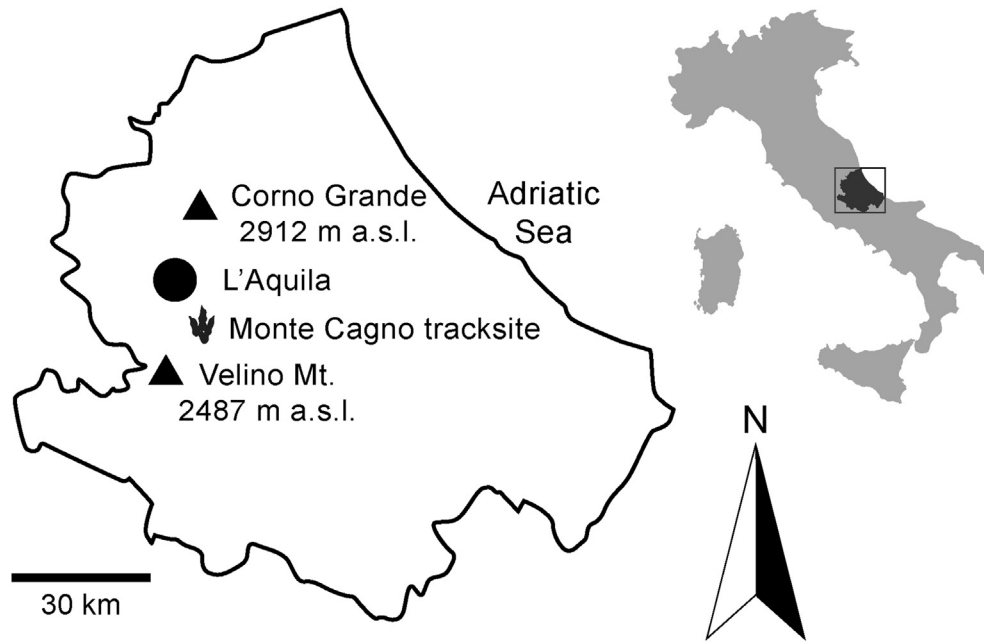 Corno Grande
2912 m a.s.l.
Adriatic
Sea
L’Aquila
Monte Cagno tracksite
Velino Mt.
2487 m a.s.l.
N
30 km